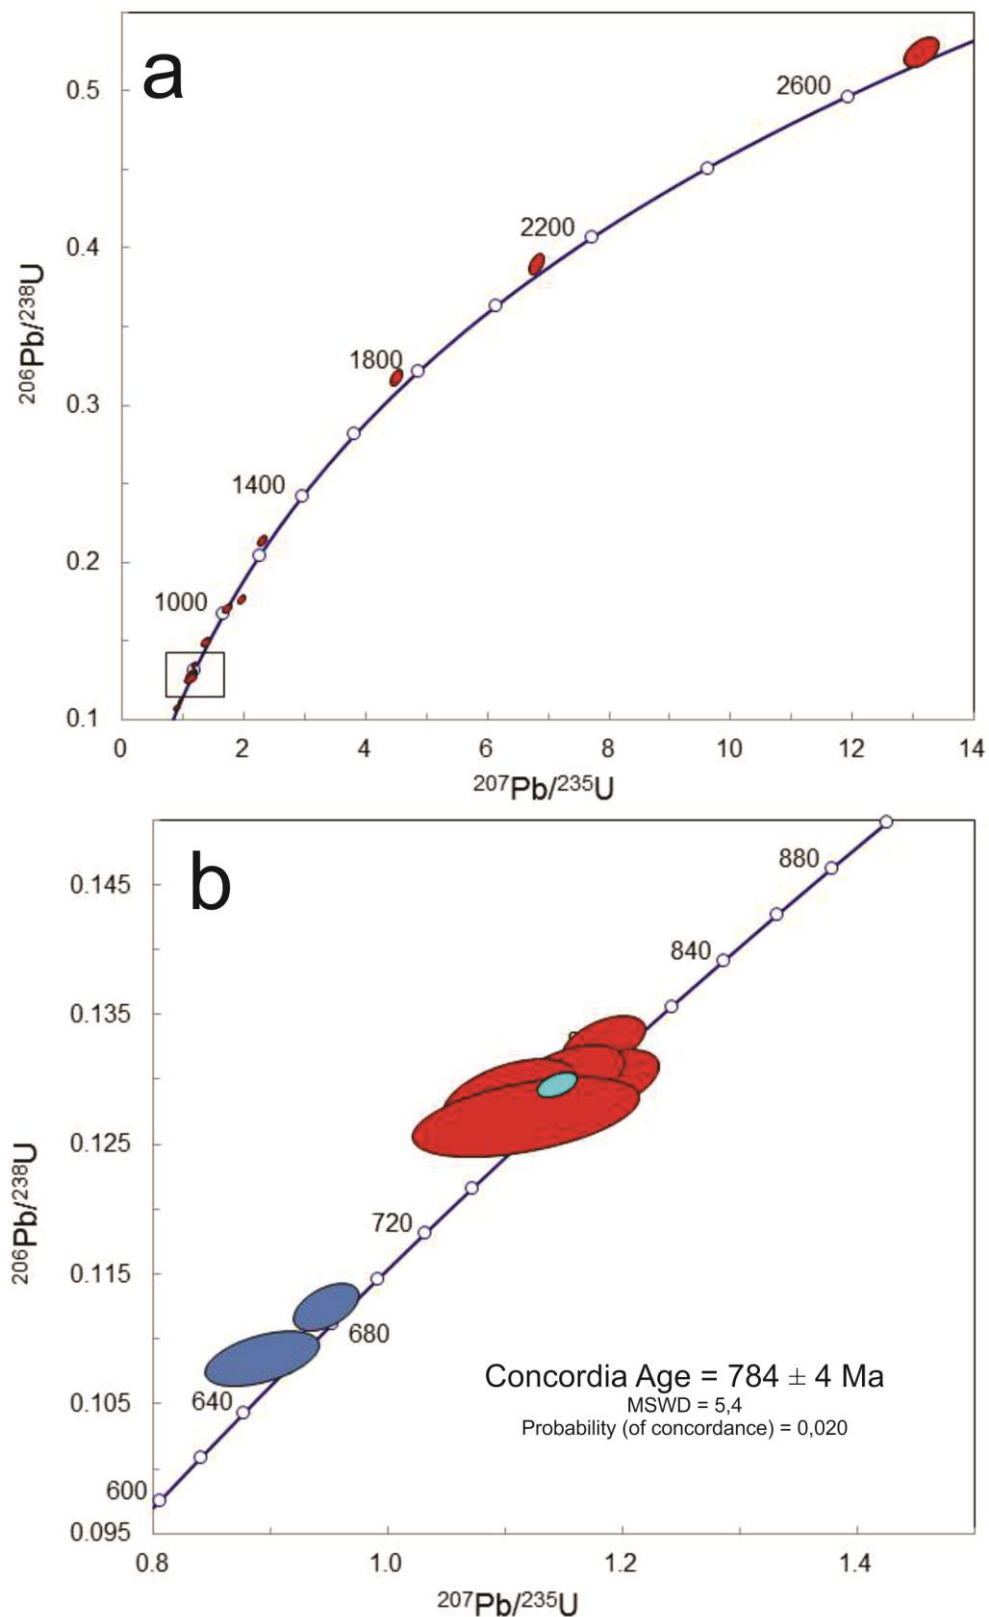 a
0.5
2600
0.4
2200
206Pb/238U
1800
0.3
1400
0.2
1000
0.1
0 2 4 6 8 10 12 14
207Pb/235U
b
880
0.145
840
0.135
0.125
206Pb/238U
720
0.115
680
Concordia Age = 784 ± 4 Ma
640
0.105
MSWD = 5,4
Probability (of concordance) = 0,020
600
0.095
0.8 1.0 1.2 1.4
207Pb/235U